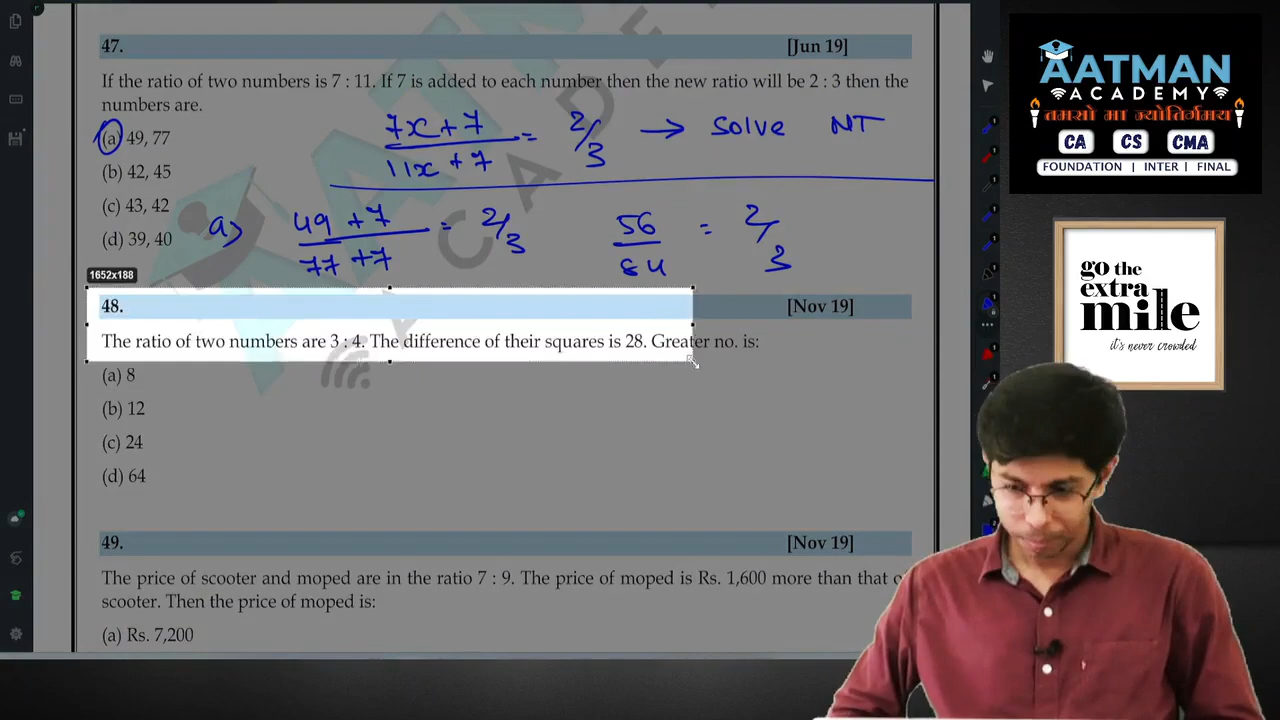 47. [Jun 19]
If the ratio of two numbers is 7 : 11. If 7 is added to each number then the new ratio will be 2 : 3 then the
numbers are.
(a) 49, 77
(b) 42, 45
(c) 43, 42
(d) 39, 40
7x+7/11x+7 = 2/3 → Solve NT
a) 49+7/77+7 = 2/3 56/84 = 2/3
1652x188
48. [Nov 19]
The ratio of two numbers are 3 : 4. The difference of their squares is 28. Greater no. is:
(a) 8
(b) 12
(c) 24
(d) 64
49. [Nov 19]
The price of scooter and moped are in the ratio 7 : 9. The price of moped is Rs. 1,600 more than that
scooter. Then the price of moped is:
(a) Rs. 7,200
AATMAN
ACADEMY
तमसो मा ज्योतिर्गमय
CA CS CMA
FOUNDATION | INTER | FINAL
go the
extra
mile
it's never crowded